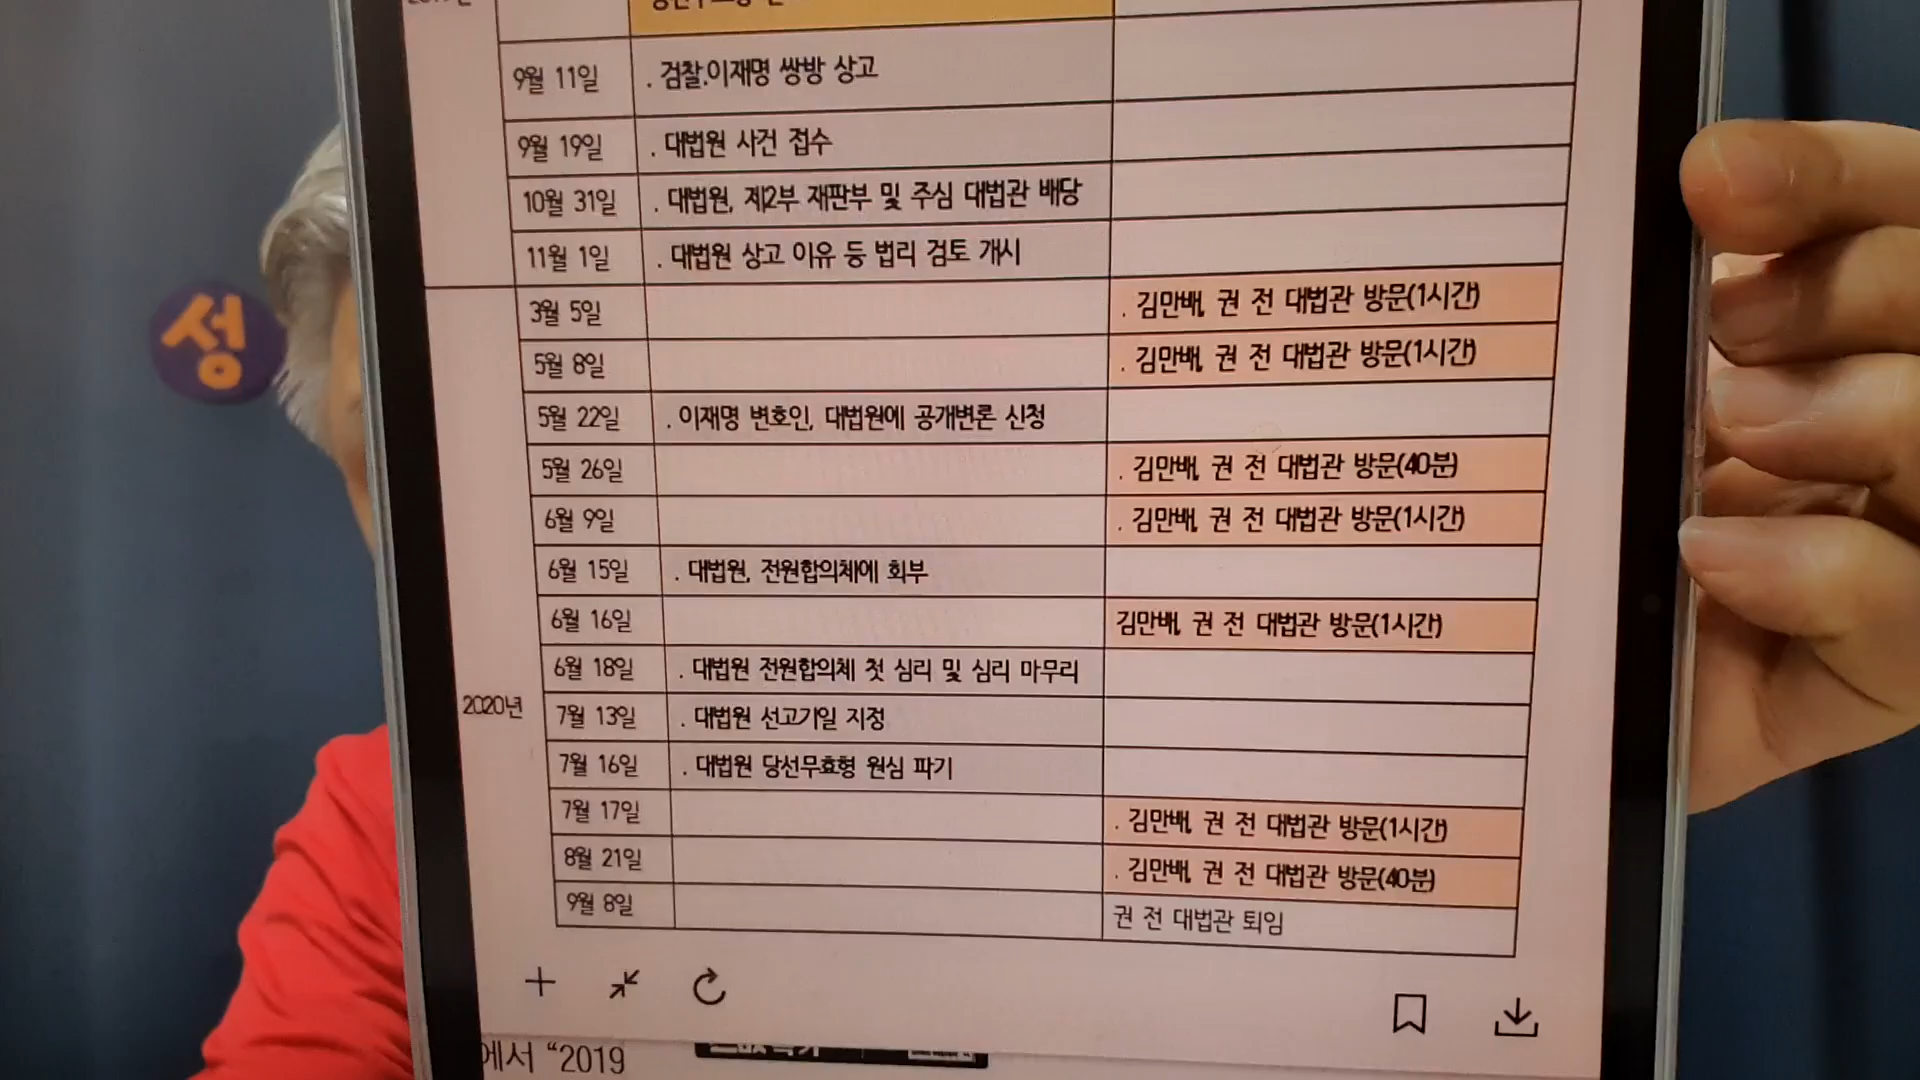 성
9월 11일 . 검찰.이재명 쌍방 상고
9월 19일 . 대법원 사건 접수
10월 31일 . 대법원, 제2부 재판부 및 주심 대법관 배당
11월 1일 . 대법원 상고 이유 등 법리 검토 개시
3월 5일 . 김만배, 권 전 대법관 방문(1시간)
5월 8일 . 김만배, 권 전 대법관 방문(1시간)
5월 22일 . 이재명 변호인, 대법원에 공개변론 신청
5월 26일 . 김만배, 권 전 대법관 방문(40분)
6월 9일 . 김만배, 권 전 대법관 방문(1시간)
6월 15일 . 대법원, 전원합의체에 회부
6월 16일 김만배, 권 전 대법관 방문(1시간)
6월 18일 . 대법원 전원합의체 첫 심리 및 심리 마무리
2020년
7월 13일 . 대법원 선고기일 지정
7월 16일 . 대법원 당선무효형 원심 파기
7월 17일 . 김만배, 권 전 대법관 방문(1시간)
8월 21일 . 김만배, 권 전 대법관 방문(40분)
9월 8일 권 전 대법관 퇴임
에서 “2019